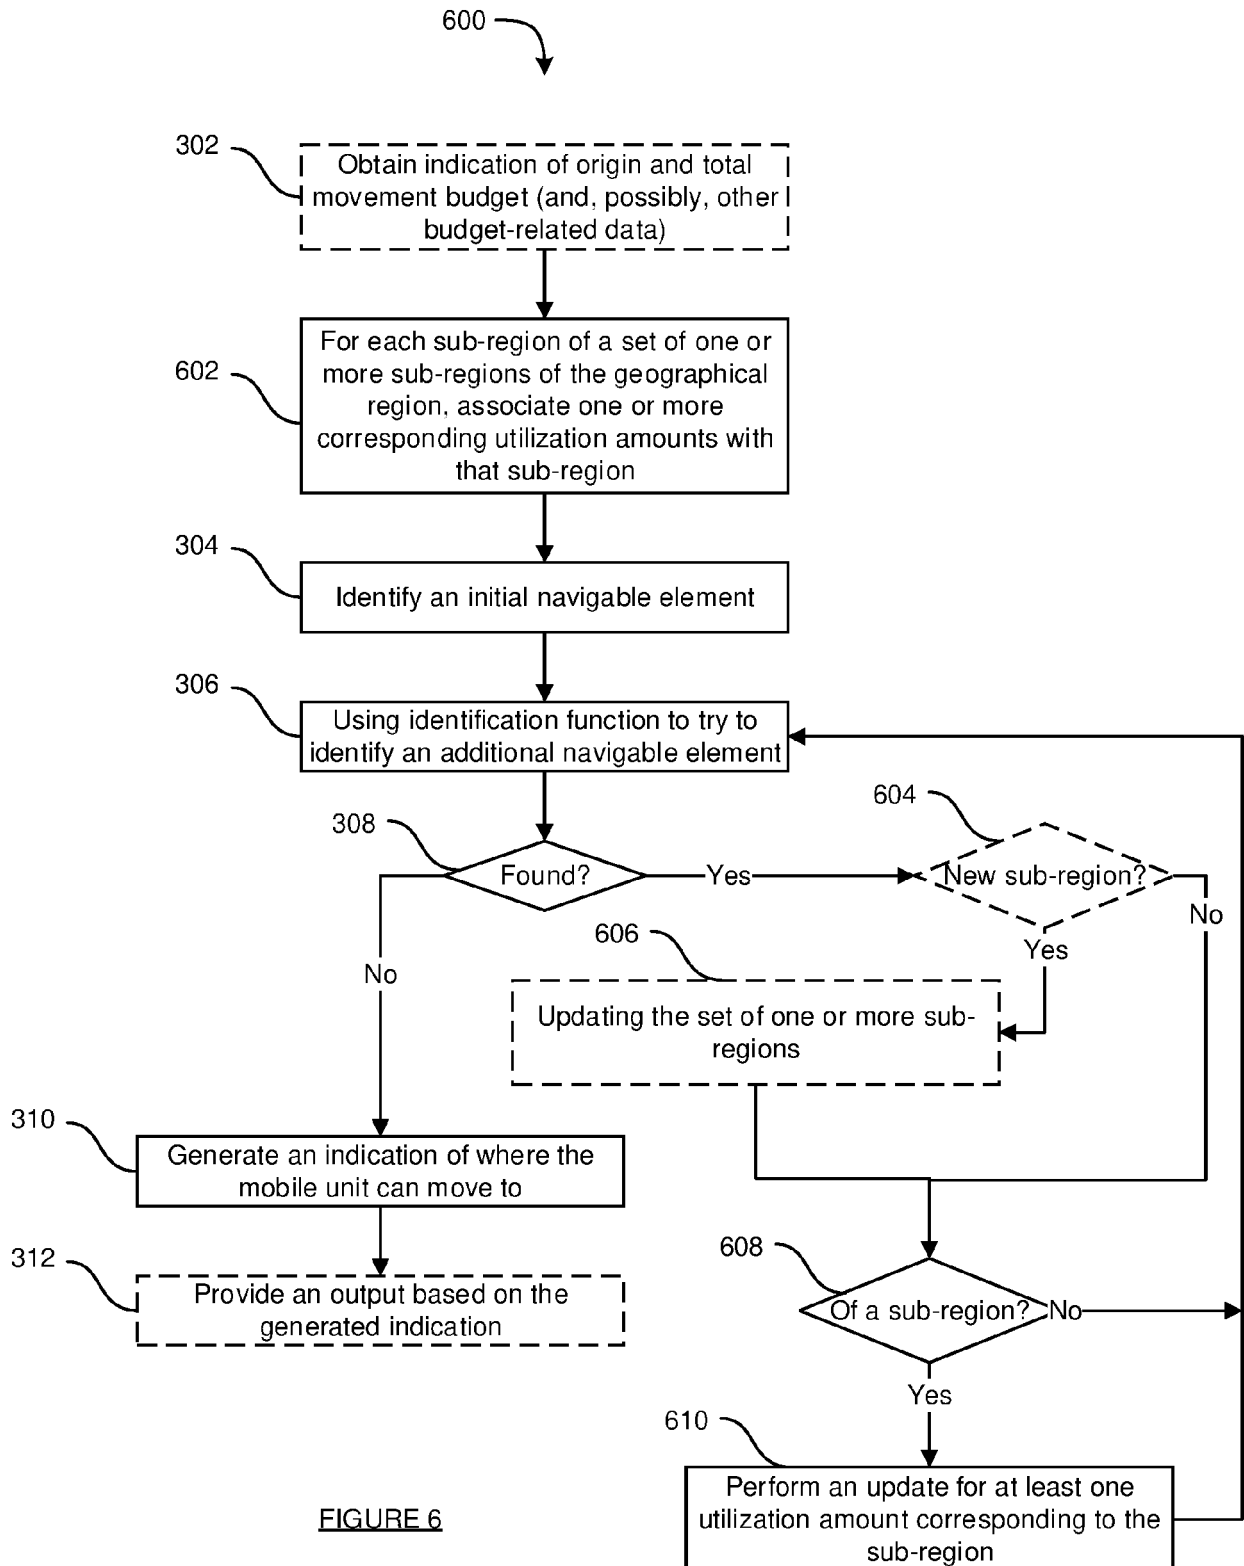 600
302
Obtain indication of origin and total
movement budget (and, possibly, other
budget-related data)
602
For each sub-region of a set of one or
more sub-regions of the geographical
region, associate one or more
corresponding utilization amounts with
that sub-region
304
Identify an initial navigable element
306
Using identification function to try to
identify an additional navigable element
308
Found?
Yes
604
New sub-region?
No
Yes
606
Updating the set of one or more sub-
regions
No
310
Generate an indication of where the
mobile unit can move to
312
Provide an output based on the
generated indication
608
Of a sub-region?
No
Yes
610
Perform an update for at least one
utilization amount corresponding to the
sub-region
FIGURE 6